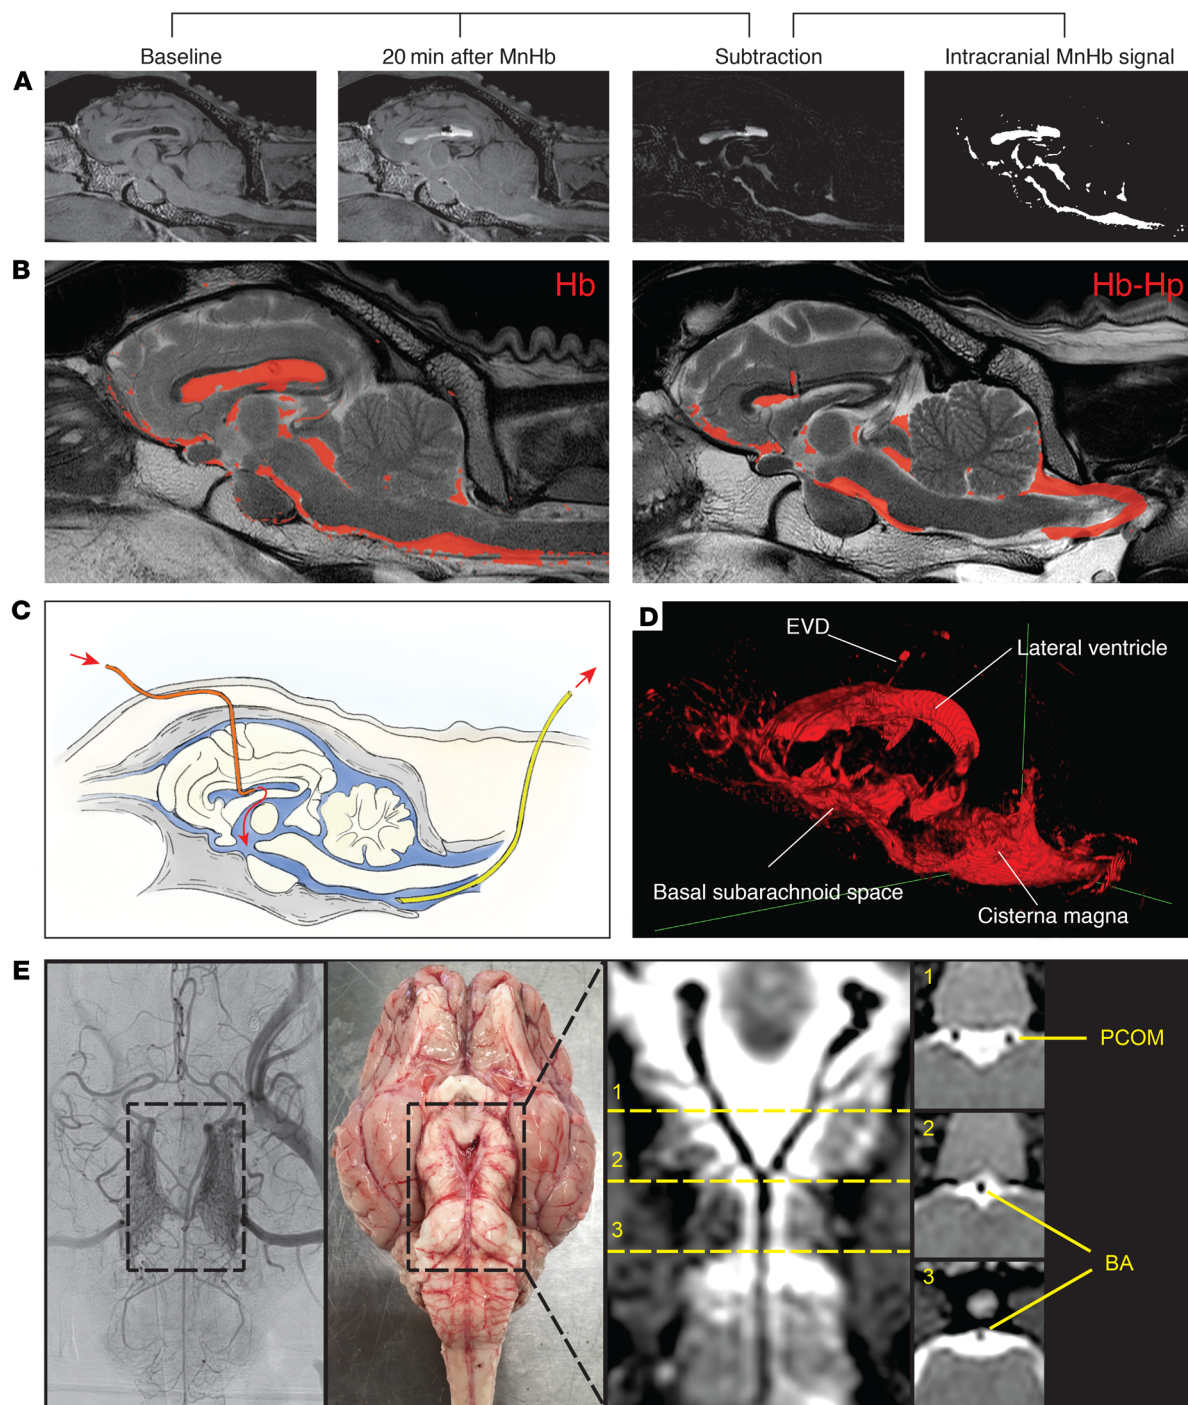 Baseline
20 min after MnHb
Subtraction
Intracranial MnHb signal
A
B
Hb
Hb-Hp
C
D
EVD
Lateral ventricle
Basal subarachnoid space
Cisterna magna
E
1
2
3
1
PCOM
2
BA
3